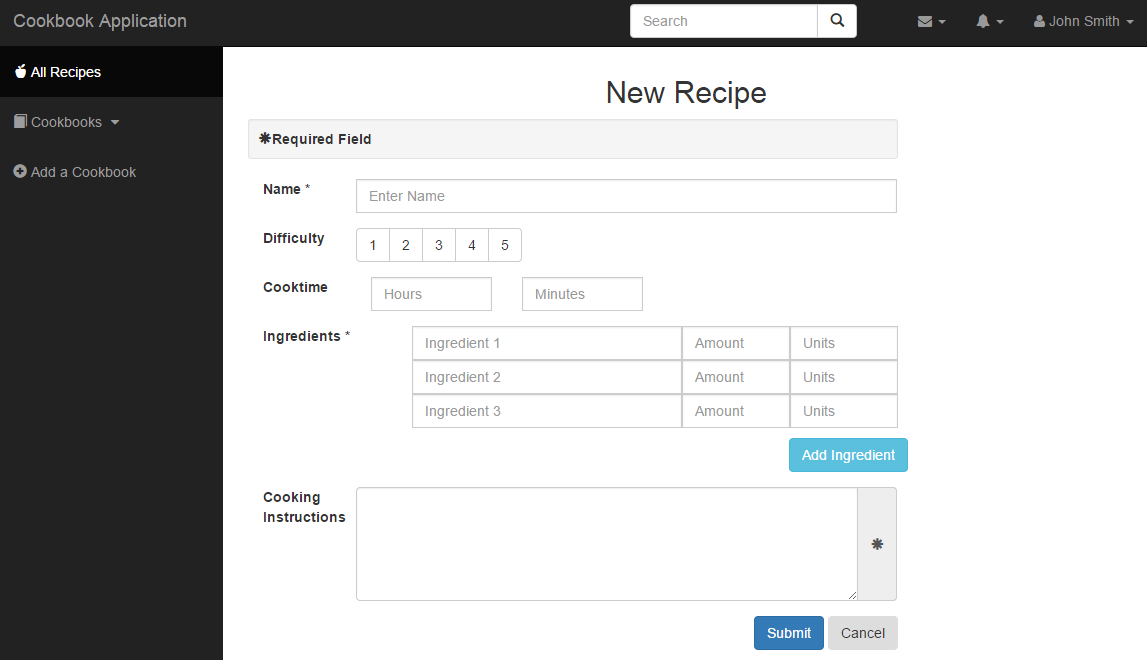 Cookbook Application
Search
John Smith
All Recipes
Cookbooks
Add a Cookbook
New Recipe
✱Required Field
Name *
Enter Name
Difficulty
1 2 3 4 5
Cooktime
Hours Minutes
Ingredients *
Ingredient 1 Amount Units
Ingredient 2 Amount Units
Ingredient 3 Amount Units
Add Ingredient
Cooking
Instructions
✱
Submit Cancel